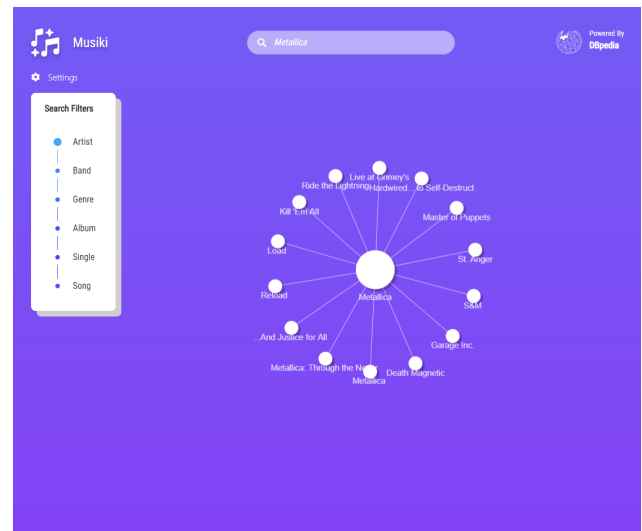 Musiki
Metallica
Powered By
DBpedia
Settings
Search Filters
Artist
Band
Genre
Album
Single
Song
Live at Grimey's
Ride the Lightning
Hardwired... to Self-Destruct
Kill 'Em All
Master of Puppets
Load
St. Anger
Reload
Metallica
S&M
...And Justice for All
Garage Inc.
Metallica: Through the Never
Death Magnetic
Metallica